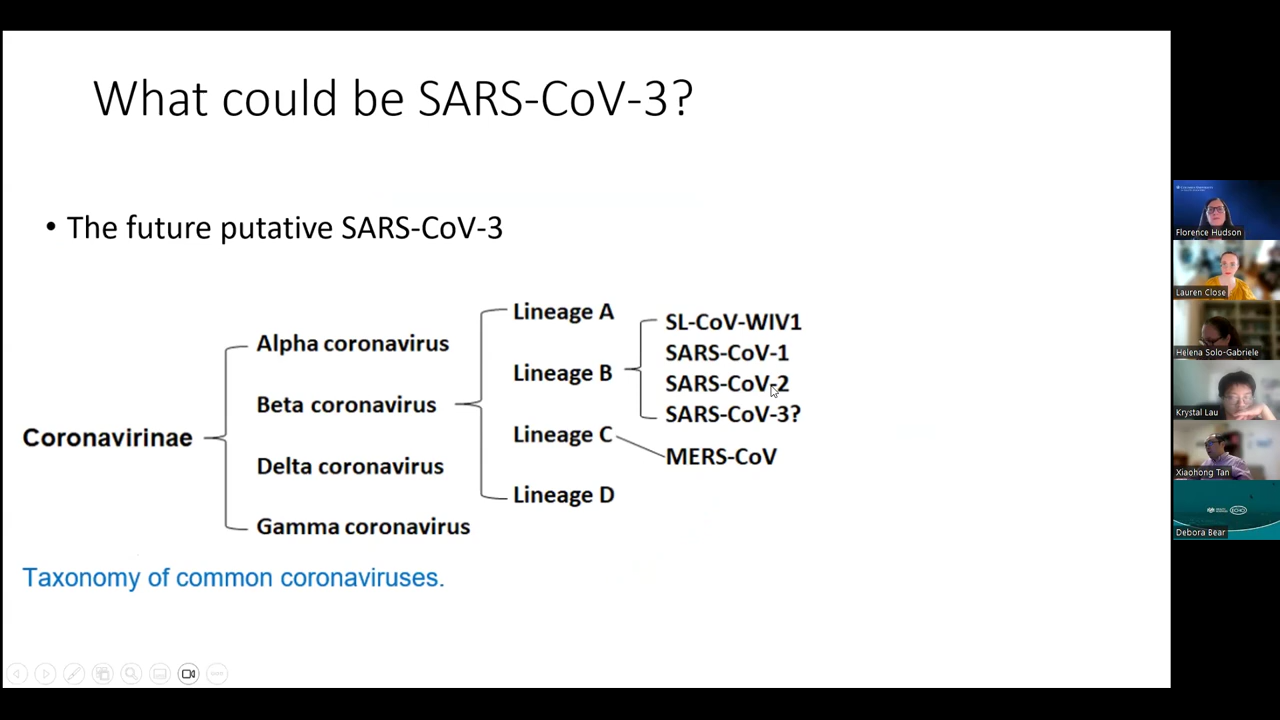 What could be SARS-CoV-3?
• The future putative SARS-CoV-3
Coronavirinae
Alpha coronavirus
Beta coronavirus
Delta coronavirus
Gamma coronavirus
Lineage A
Lineage B
Lineage C
Lineage D
SL-CoV-WIV1
SARS-CoV-1
SARS-CoV-2
SARS-CoV-3?
MERS-CoV
Taxonomy of common coronaviruses.
Florence Hudson
Lauren Close
Helena Solo-Gabriele
Krystal Lau
Xiaohong Tan
ECHO
Debora Bear